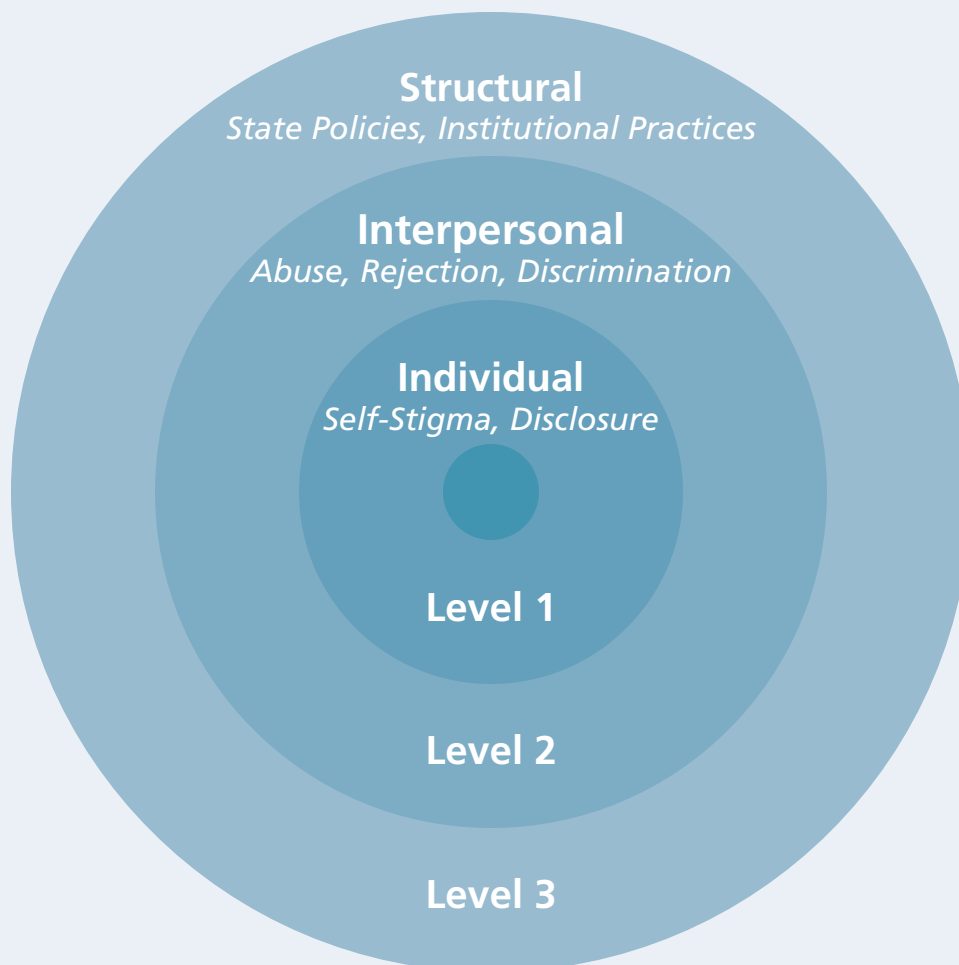 Structural
State Policies, Institutional Practices
Interpersonal
Abuse, Rejection, Discrimination
Individual
Self-Stigma, Disclosure
Level 1
Level 2
Level 3